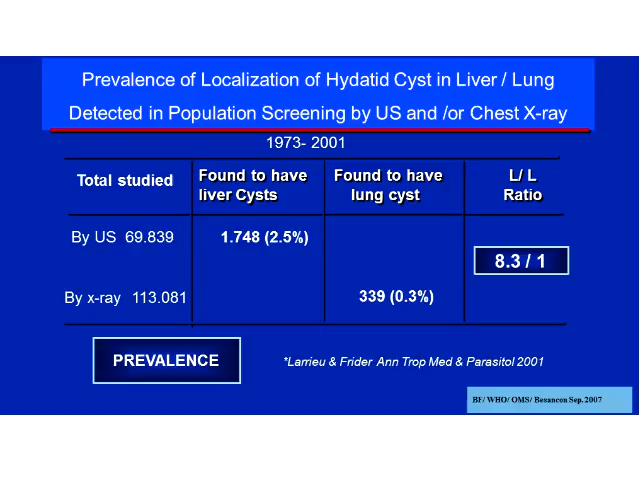 Prevalence of Localization of Hydatid Cyst in Liver / Lung
Detected in Population Screening by US and /or Chest X-ray
1973- 2001
Total studied
Found to have
liver Cysts
Found to have
lung cyst
L/ L
Ratio
By US 69.839
1.748 (2.5%)
8.3 / 1
By x-ray 113.081
339 (0.3%)
PREVALENCE
*Larrieu & Frider Ann Trop Med & Parasitol 2001
BF/ WHO/ OMS/ Besancon Sep. 2007